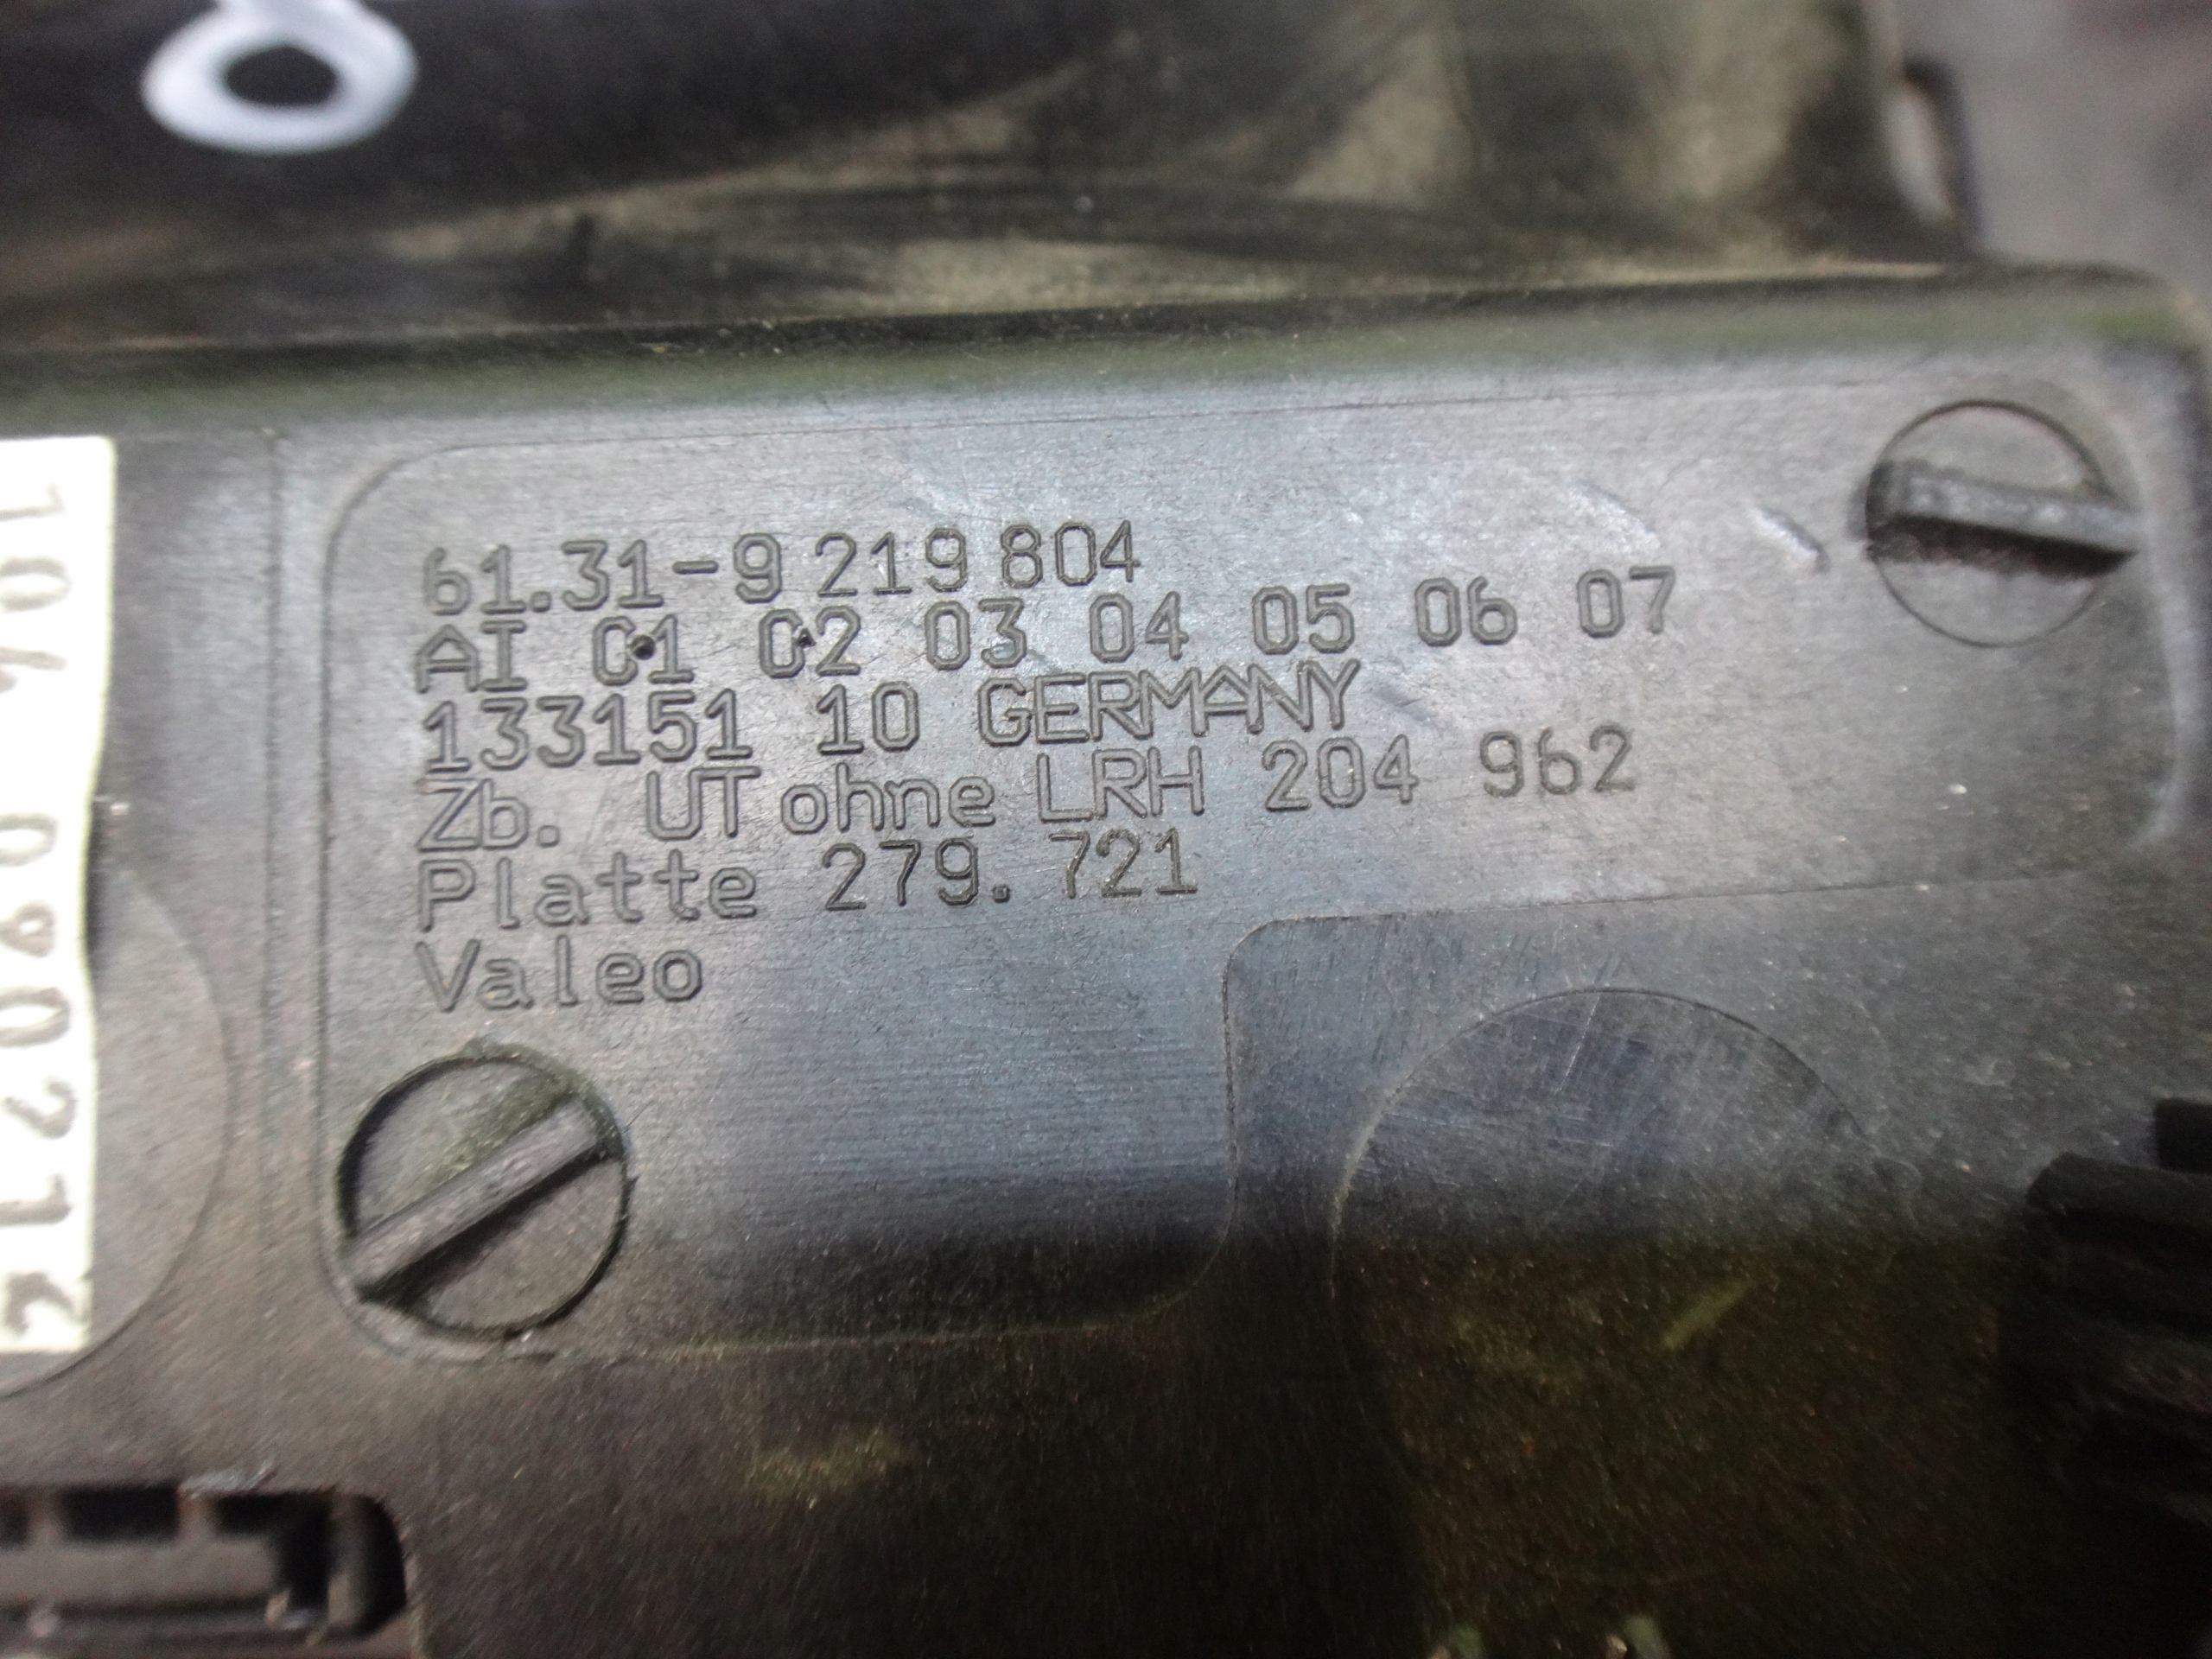 8
61.31-9 219 804
AI 01 02 03 04 05 06 07
133151 10 GERMANY
Zb. UT ohne LRH 204 962
Platte 279.721
Valeo